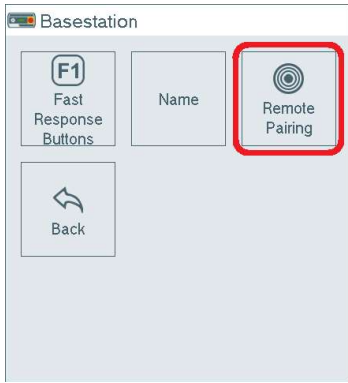 Basestation
F1
Fast
Response
Buttons
Name
Remote
Pairing
Back